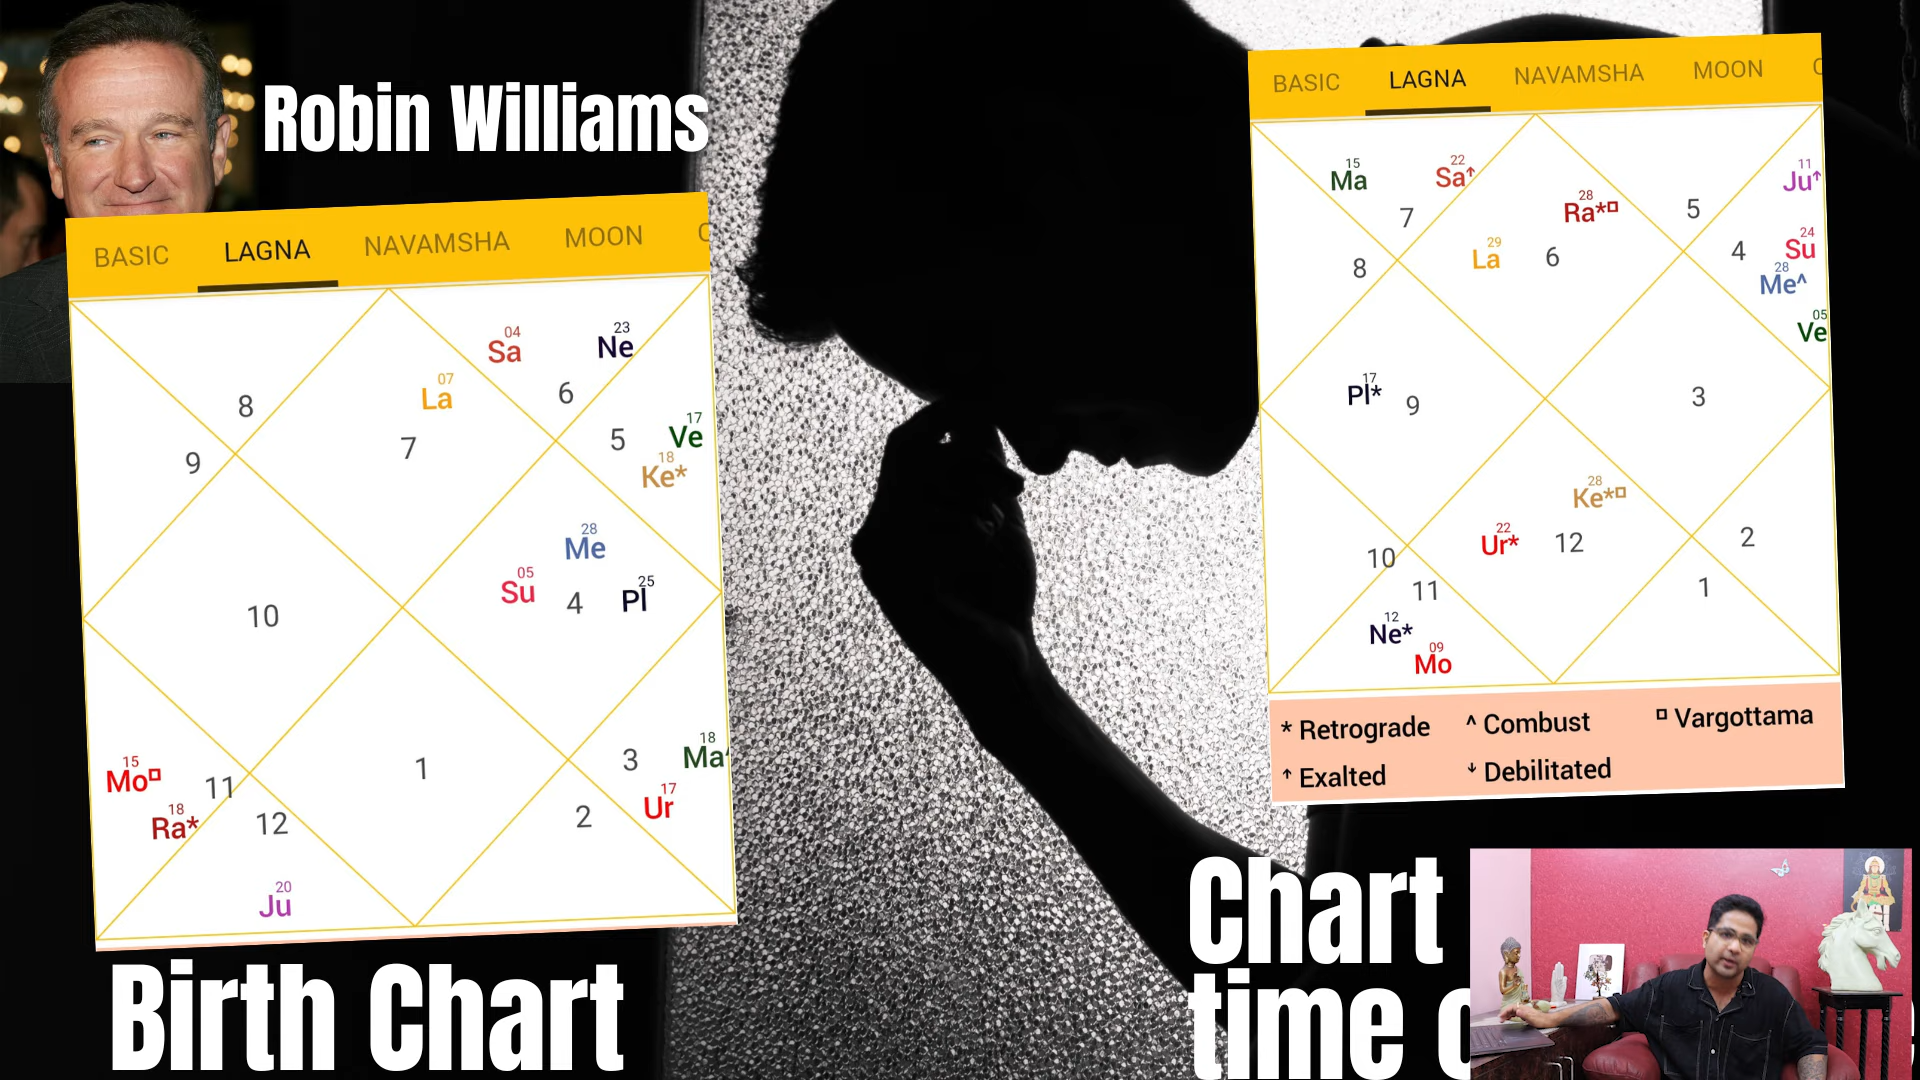 Robin Williams
BASIC LAGNA NAVAMSHA MOON
04
Sa
23
Ne
07
La
8
6
17
Ve
5
9
7
18
Ke*
28
Me
05
Su
25
Pl
4
10
15
Mo
11
18
Ra*
12
1
3
18
Ma
17
Ur
2
20
Ju
Birth Chart
BASIC LAGNA NAVAMSHA MOON
15
Ma
22
Sa↑
28
Ra*▫
11
Ju↑
7
5
29
La
6
8
4
24
Su
28
Me^
05
Ve
17
Pl*
9
3
28
Ke*▫
22
Ur*
12
2
10
11
1
12
Ne*
09
Mo
* Retrograde ^ Combust ▫ Vargottama
↑ Exalted ↓ Debilitated
Chart
time